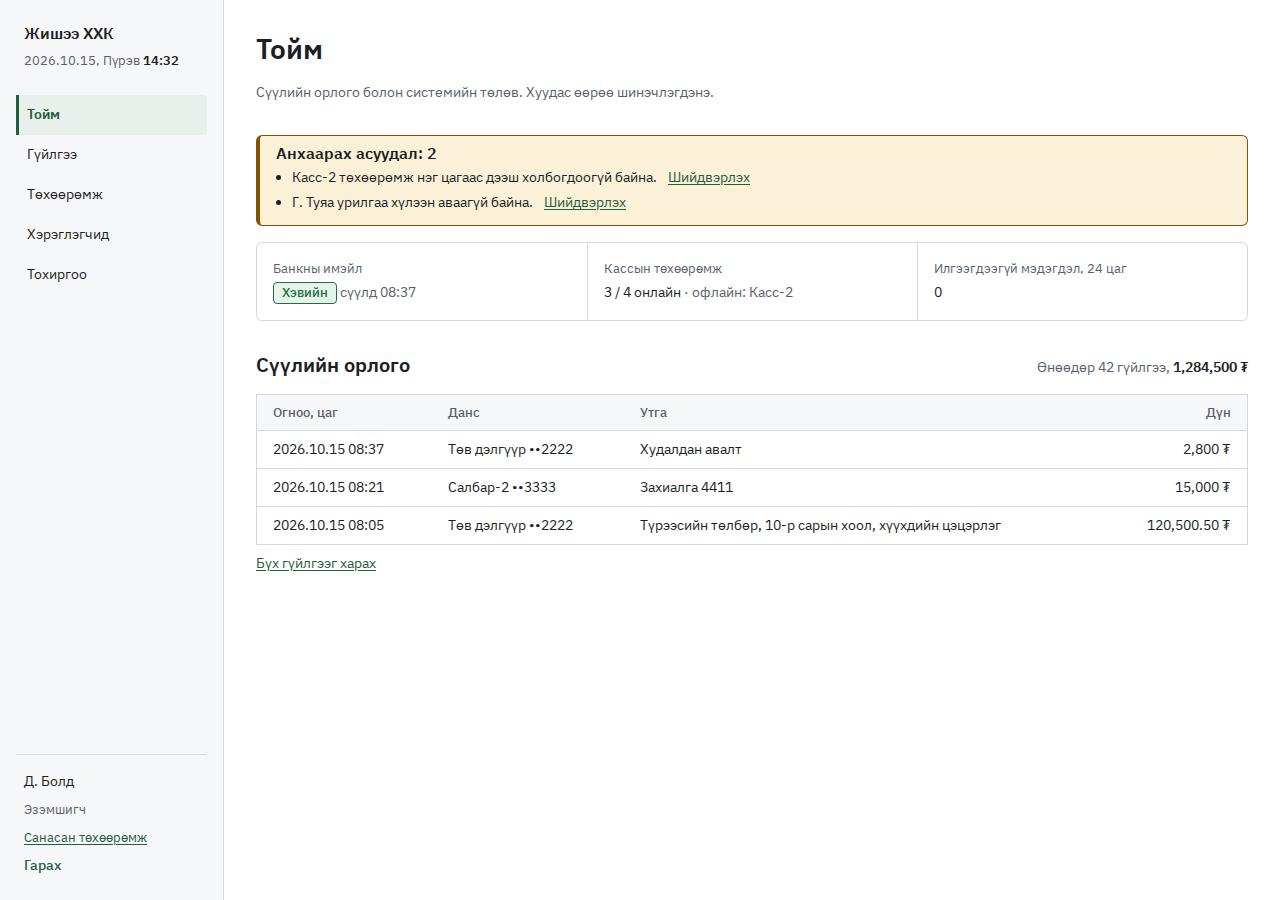 Жишээ ХХК
2026.10.15, Пүрэв 14:32
Тойм
Гүйлгээ
Төхөөрөмж
Хэрэглэгчид
Тохиргоо
Д. Болд
Эзэмшигч
Санасан төхөөрөмж
Гарах
Тойм
Сүүлийн орлого болон системийн төлөв. Хуудас өөрөө шинэчлэгдэнэ.
Анхаарах асуудал: 2
• Касс-2 төхөөрөмж нэг цагаас дээш холбогдоогүй байна. Шийдвэрлэх
• Г. Туяа урилгаа хүлээн аваагүй байна. Шийдвэрлэх
Банкны имэйл
Хэвийн сүүлд 08:37
Кассын төхөөрөмж
3 / 4 онлайн · офлайн: Касс-2
Илгээгдээгүй мэдэгдэл, 24 цаг
0
Сүүлийн орлого
Өнөөдөр 42 гүйлгээ, 1,284,500 ₮
Огноо, цаг Данс Утга Дүн
2026.10.15 08:37 Төв дэлгүүр ••2222 Худалдан авалт 2,800 ₮
2026.10.15 08:21 Салбар-2 ••3333 Захиалга 4411 15,000 ₮
2026.10.15 08:05 Төв дэлгүүр ••2222 Түрээсийн төлбөр, 10-р сарын хоол, хүүхдийн цэцэрлэг 120,500.50 ₮
Бүх гүйлгээг харах